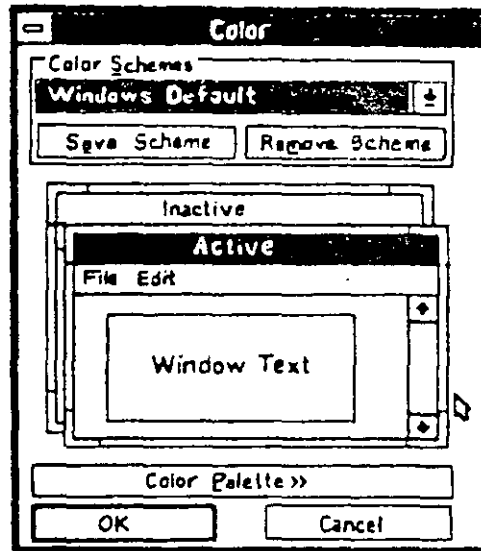 Color
Color Schemes
Windows Default
Save Scheme Remove Scheme
Inactive
Active
File Edit
Window Text
Color Palette >>
OK Cancel